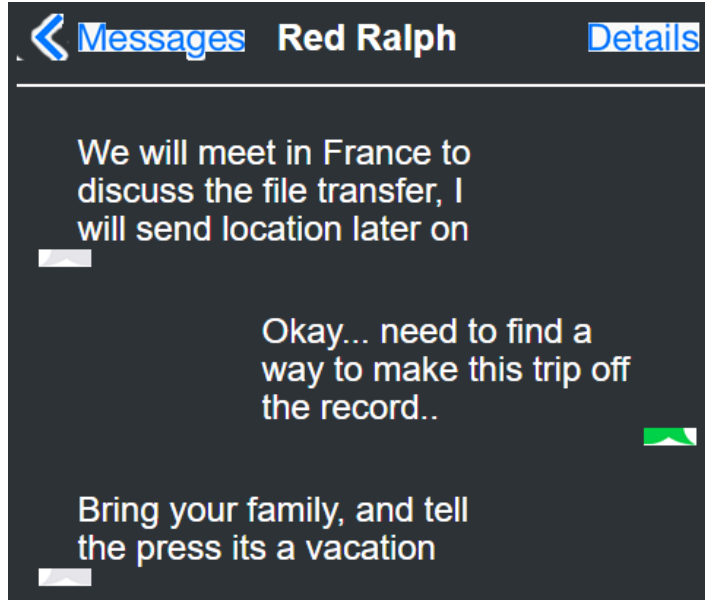 Messages Red Ralph Details
We will meet in France to
discuss the file transfer, I
will send location later on
Okay... need to find a
way to make this trip off
the record..
Bring your family, and tell
the press its a vacation